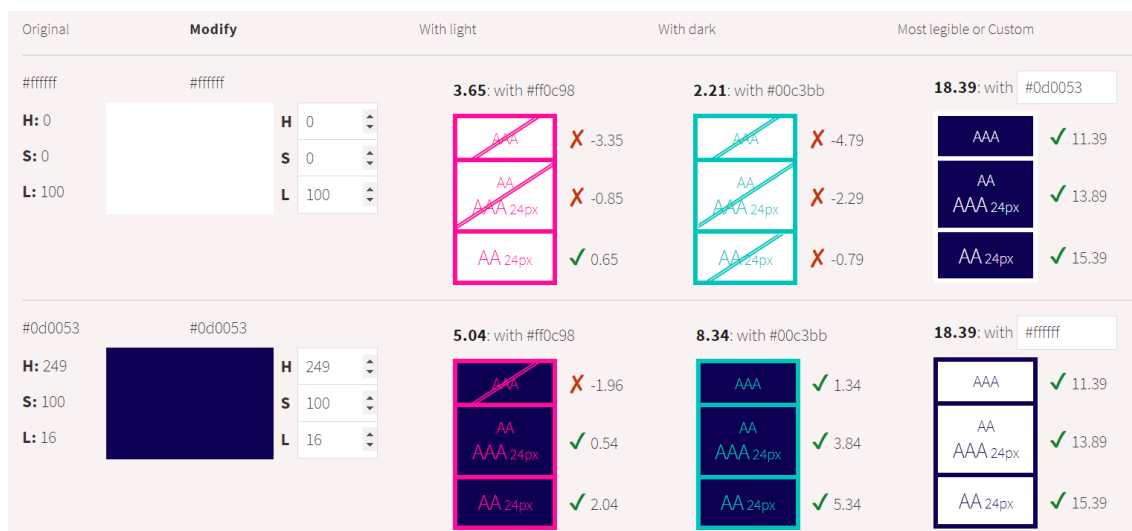 Original Modify With light With dark Most legible or Custom
#ffffff #ffffff 3.65: with #ff0c98 2.21: with #00c3bb 18.39: with #0d0053
H: 0 H 0 AAA ✗ -3.35 AAA ✗ -4.79 AAA ✓ 11.39
S: 0 S 0 AA
AAA 24px ✗ -0.85 AA
AAA 24px ✗ -2.29 AA
AAA 24px ✓ 13.89
L: 100 L 100 AA 24px ✓ 0.65 AA 24px ✗ -0.79 AA 24px ✓ 15.39
#0d0053 #0d0053 5.04: with #ff0c98 8.34: with #00c3bb 18.39: with #ffffff
H: 249 H 249 AAA ✗ -1.96 AAA ✓ 1.34 AAA ✓ 11.39
S: 100 S 100 AA
AAA 24px ✓ 0.54 AA
AAA 24px ✓ 3.84 AA
AAA 24px ✓ 13.89
L: 16 L 16 AA 24px ✓ 2.04 AA 24px ✓ 5.34 AA 24px ✓ 15.39